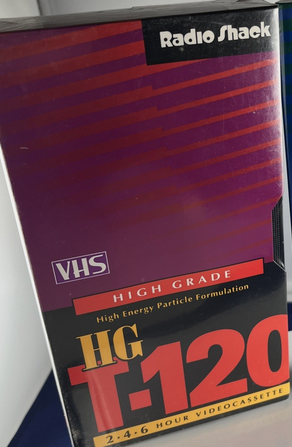 Radio Shack
VHS
HIGH GRADE
High Energy Particle Formulation
HG
T-120
2·4·6 HOUR VIDEOCASSETTE